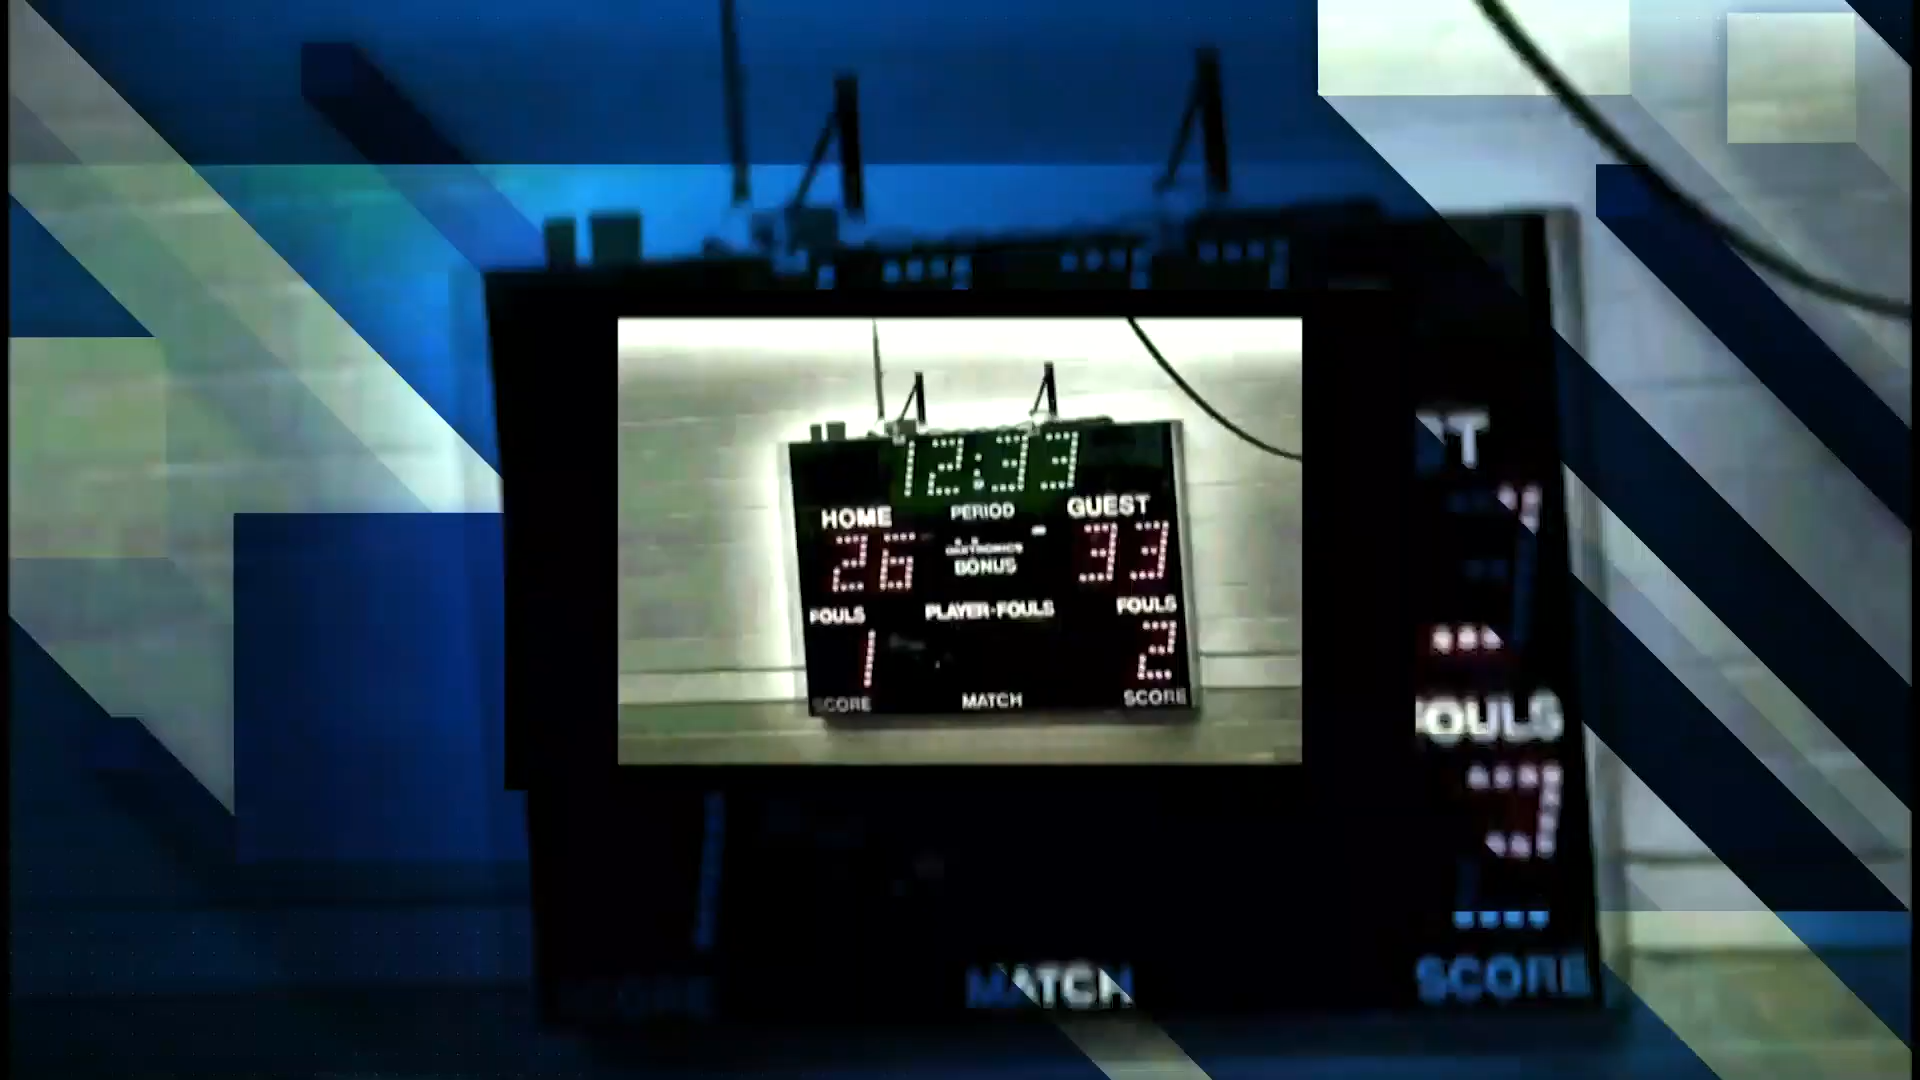 12:33
HOME PERIOD GUEST
26 33
BONUS
FOULS PLAYER-FOULS FOULS
1 2
SCORE MATCH SCORE
FOULS
MATCH SCORE